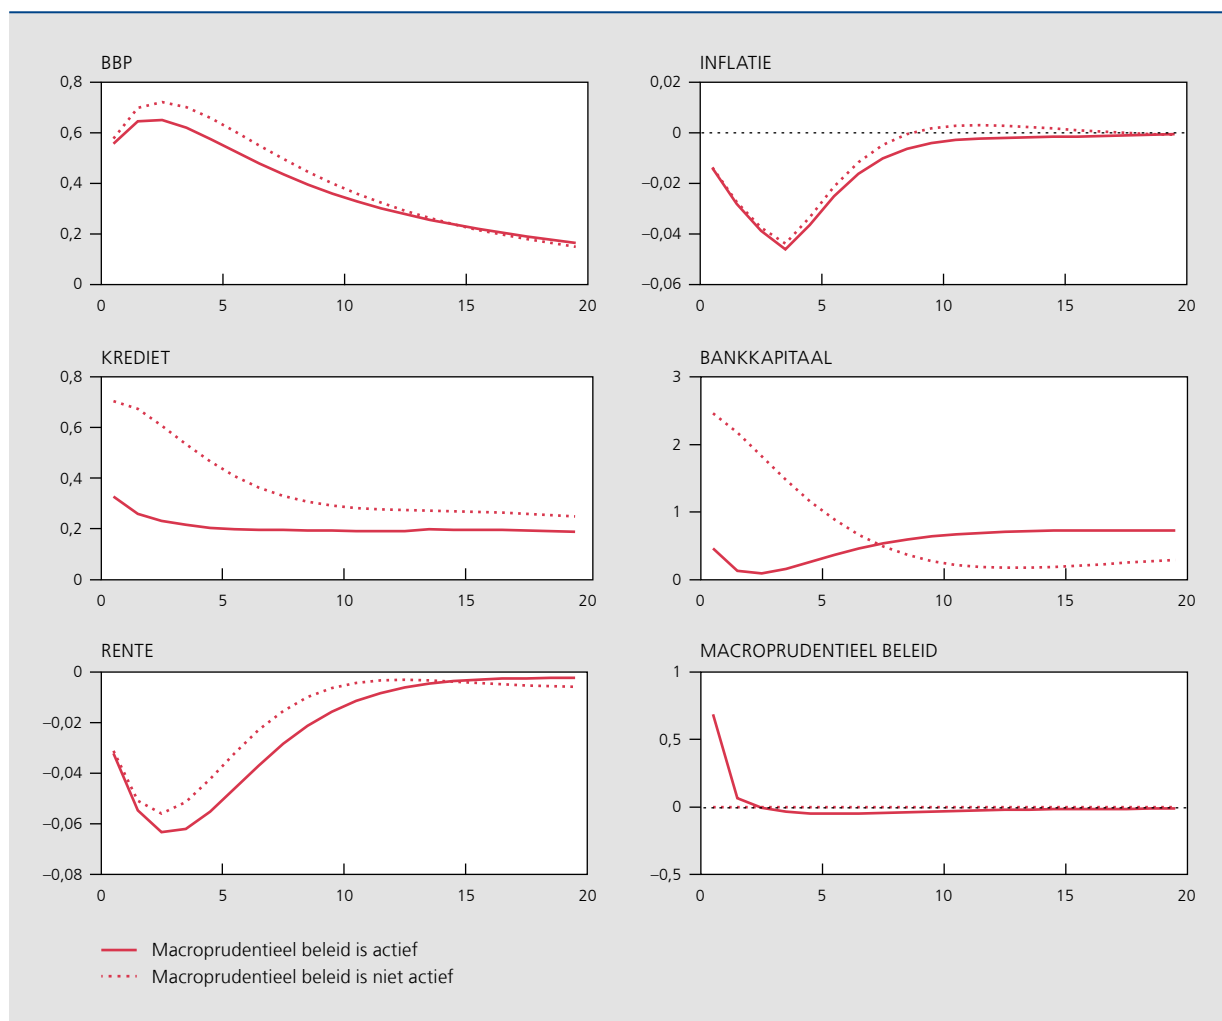 BBP
0,8
0,6
0,4
0,2
0
0 5 10 15 20
INFLATIE
0,02
0
–0,02
–0,04
–0,06
0 5 10 15 20
KREDIET
0,8
0,6
0,4
0,2
0
0 5 10 15 20
BANKKAPITAAL
3
2
1
0
0 5 10 15 20
RENTE
0
–0,02
–0,04
–0,06
–0,08
0 5 10 15 20
MACROPRUDENTIEEL BELEID
1
0,5
0
–0,5
0 5 10 15 20
Macroprudentieel beleid is actief
Macroprudentieel beleid is niet actief